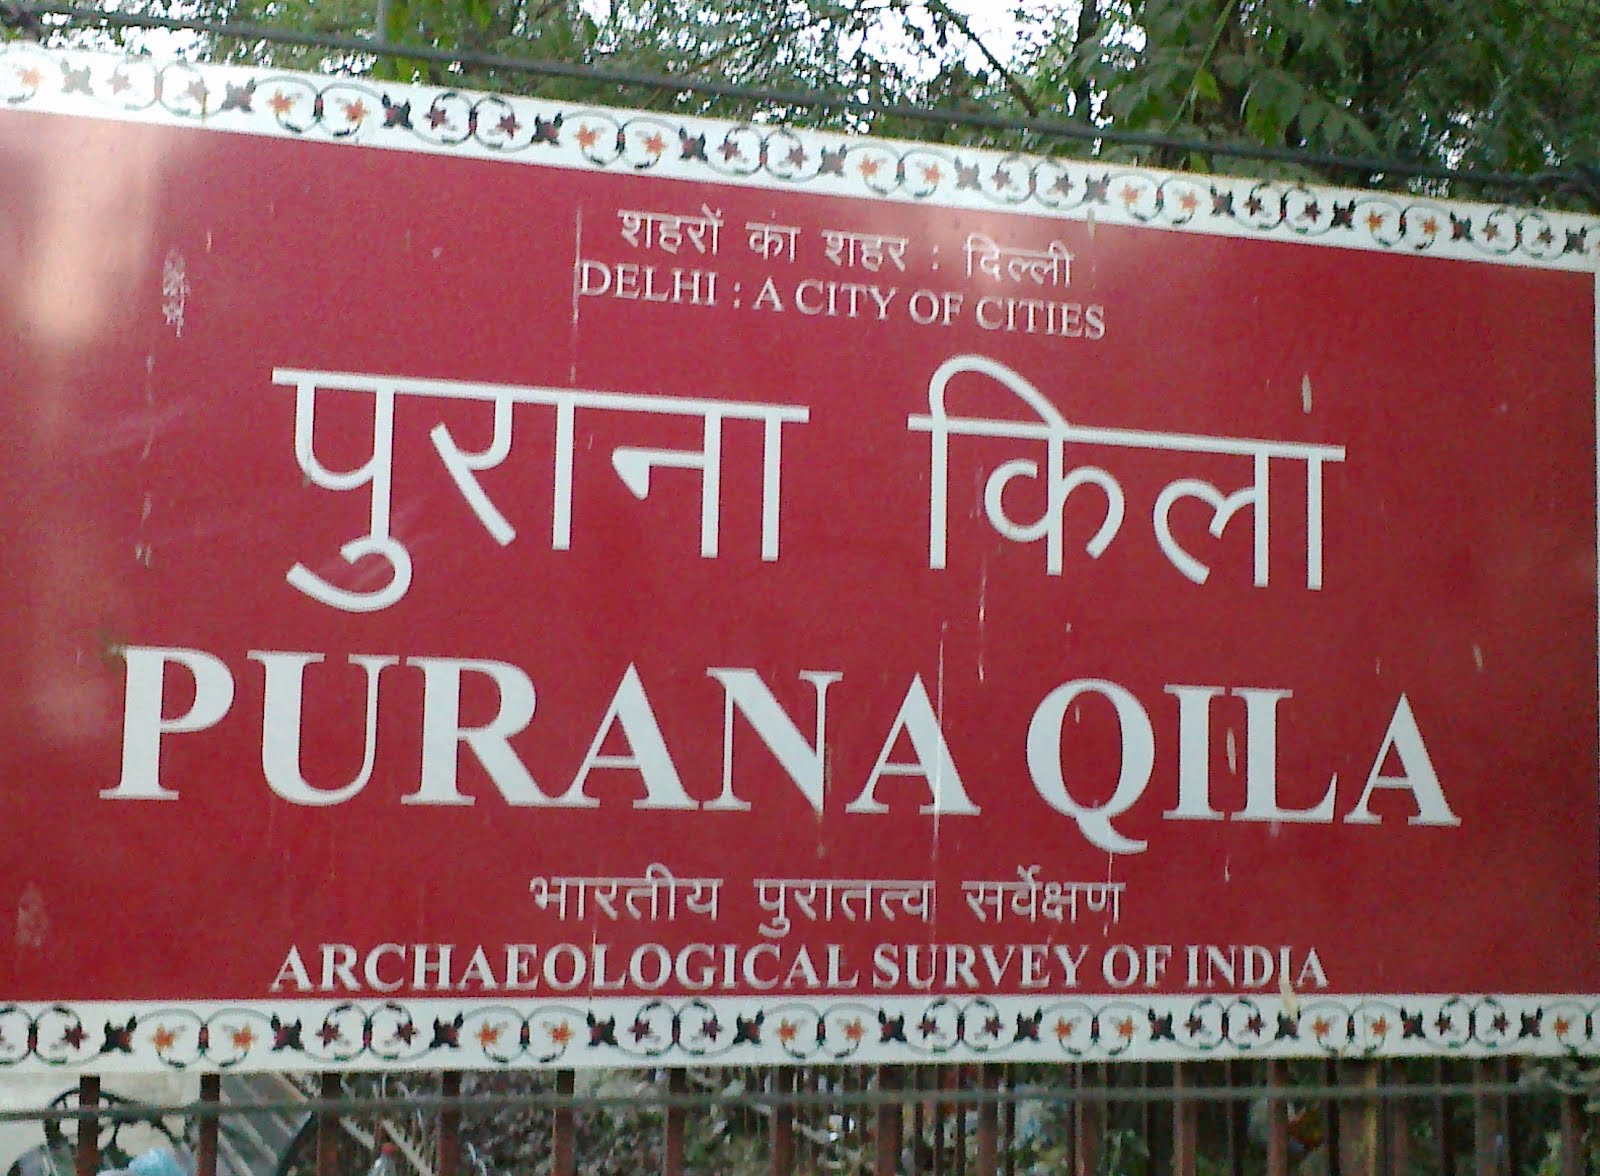 शहरों का शहर : दिल्ली
DELHI : A CITY OF CITIES
पुराना किला
PURANA QILA
भारतीय पुरातत्व सर्वेक्षण
ARCHAEOLOGICAL SURVEY OF INDIA